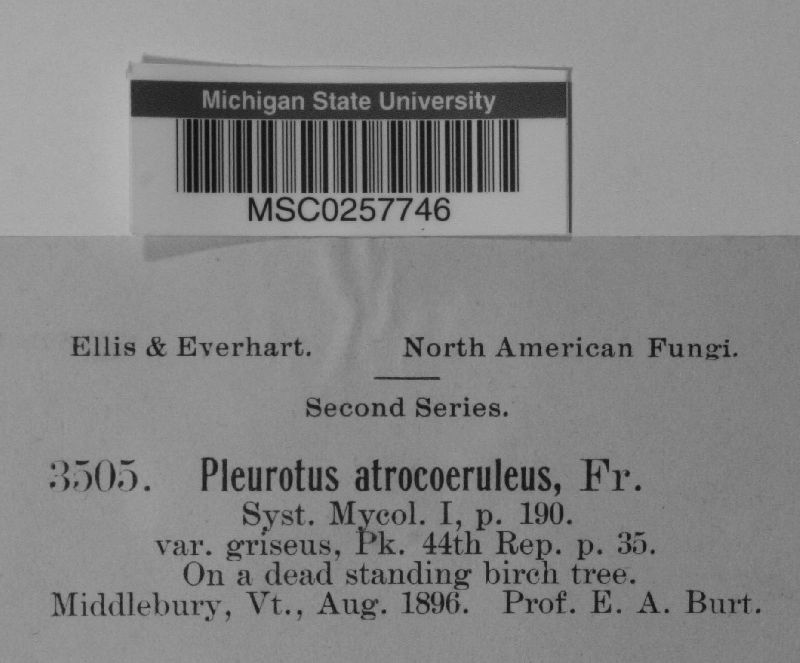 Michigan State University
MSC0257746
Ellis & Everhart. North American Fungi.
Second Series.
3505. Pleurotus atrocoeruleus, Fr.
Syst. Mycol. I, p. 190.
var. griseus, Pk. 44th Rep. p. 35.
On a dead standing birch tree.
Middlebury, Vt., Aug. 1896. Prof. E. A. Burt.